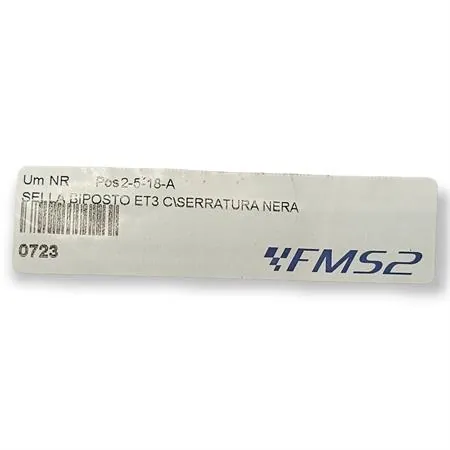 Um NR Pos2-5-18-A
SELLA BIPOSTO ET3 C\SERRATURA NERA
0723
FMS2